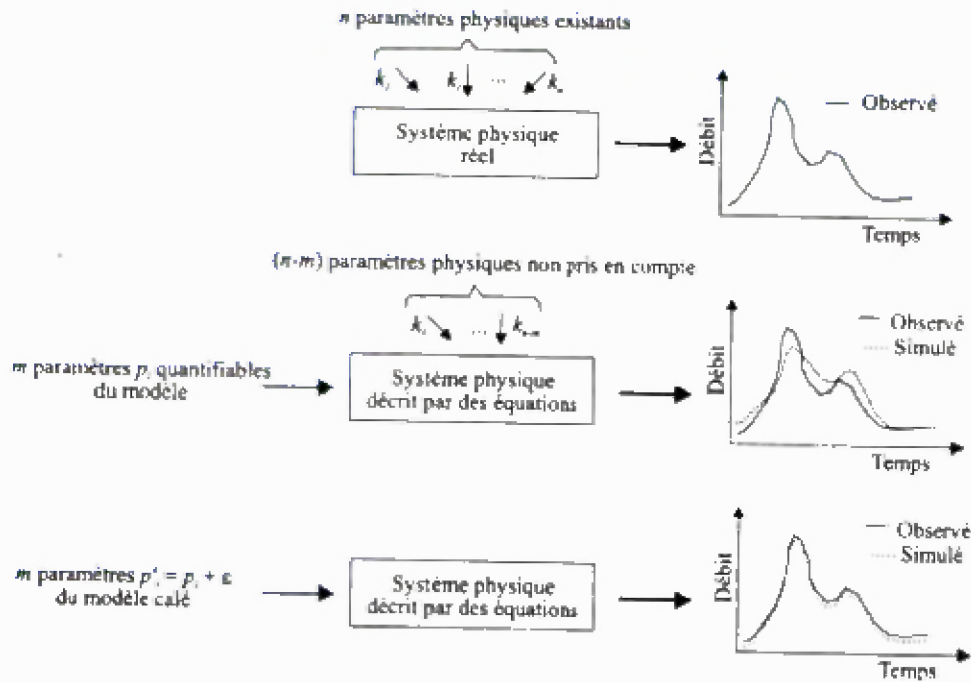 n paramètres physiques existants
k ... k
Système physique
réel
Débit
Observé
Temps
(n-m) paramètres physiques non pris en compte
k ... k
m paramètres p quantifiables
du modèle
Système physique
décrit par des équations
Débit
Observé
Simulé
Temps
m paramètres p' = p + ε
du modèle calé
Système physique
décrit par des équations
Débit
Observé
Simulé
Temps